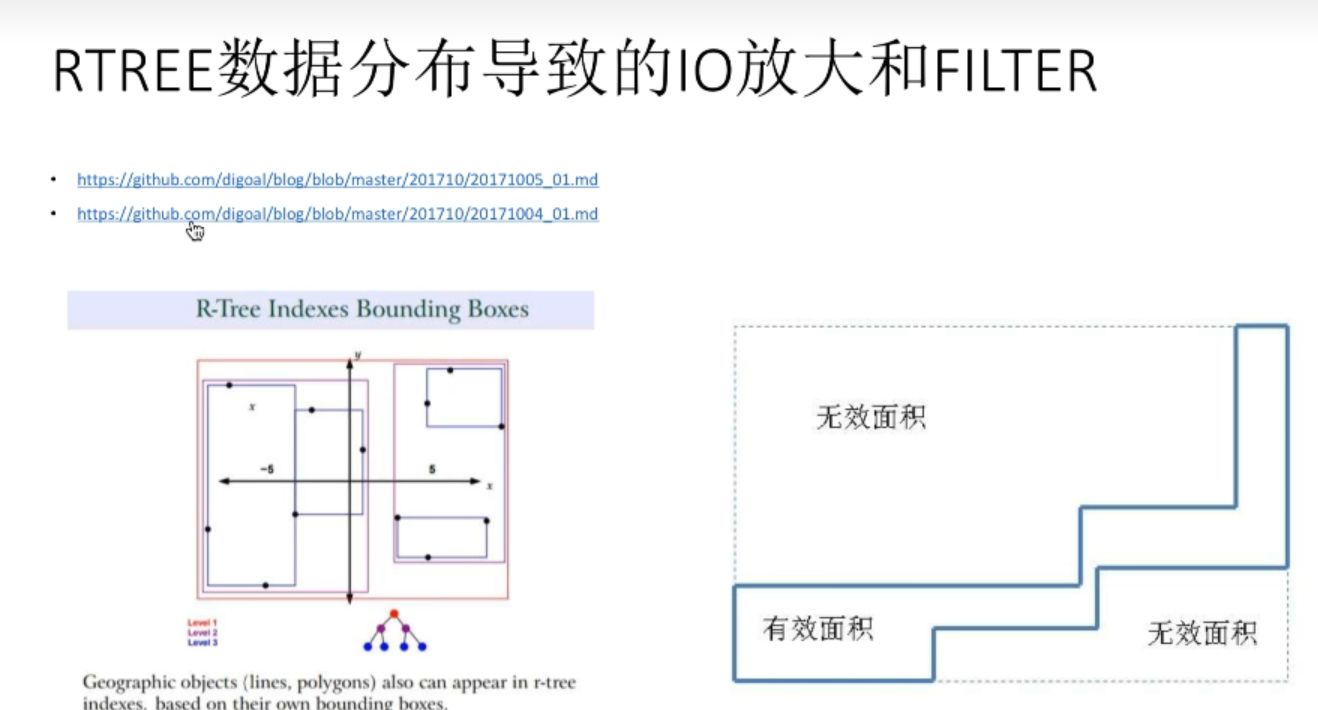 RTREE数据分布导致的IO放大和FILTER
• https://github.com/digoal/blog/blob/master/201710/20171005_01.md
• https://github.com/digoal/blog/blob/master/201710/20171004_01.md
R-Tree Indexes Bounding Boxes
y
x
-5
5
x
Level 1
Level 2
Level 3
Geographic objects (lines, polygons) also can appear in r-tree
indexes, based on their own bounding boxes.
无效面积
有效面积
无效面积